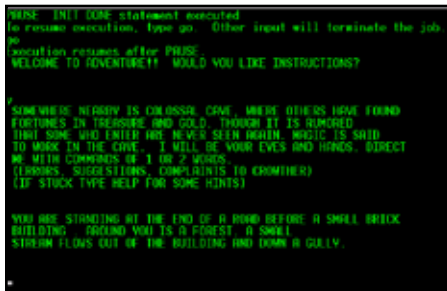 PAUSE  INIT DONE statement executed
To resume execution, type go.  Other input will terminate the job.
go
Execution resumes after PAUSE.
WELCOME TO ADVENTURE!!  WOULD YOU LIKE INSTRUCTIONS?
y
SOMEWHERE NEARBY IS COLOSSAL CAVE, WHERE OTHERS HAVE FOUND
FORTUNES IN TREASURE AND GOLD, THOUGH IT IS RUMORED
THAT SOME WHO ENTER ARE NEVER SEEN AGAIN. MAGIC IS SAID
TO WORK IN THE CAVE.  I WILL BE YOUR EYES AND HANDS. DIRECT
ME WITH COMMANDS OF 1 OR 2 WORDS.
(ERRORS, SUGGESTIONS, COMPLAINTS TO CROWTHER)
(IF STUCK TYPE HELP FOR SOME HINTS)
YOU ARE STANDING AT THE END OF A ROAD BEFORE A SMALL BRICK
BUILDING . AROUND YOU IS A FOREST. A SMALL
STREAM FLOWS OUT OF THE BUILDING AND DOWN A GULLY.